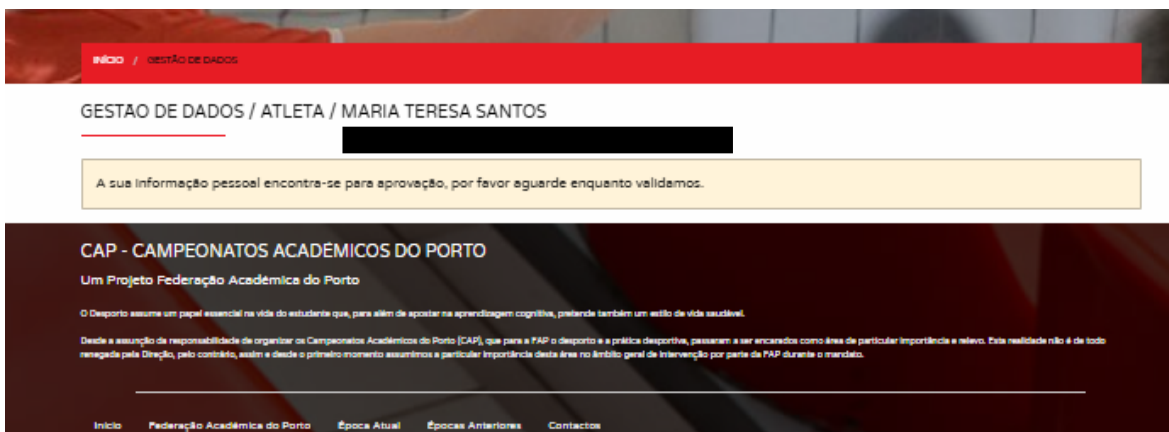 INÍCIO / GESTÃO DE DADOS
GESTÃO DE DADOS / ATLETA / MARIA TERESA SANTOS
A sua informação pessoal encontra-se para aprovação, por favor aguarde enquanto validamos.
CAP - CAMPEONATOS ACADÉMICOS DO PORTO
Um Projeto Federação Académica do Porto
O Desporto assume um papel essencial na vida do estudante que, para além de apostar na aprendizagem cognitiva, pretende também um estilo de vida saudável.
Desde a assunção da responsabilidade de organizar os Campeonatos Académicos do Porto (CAP), que para a FAP o desporto e a prática desportiva, passaram a ser encarados como área de particular importância e relevo. Esta realidade não é de todo
renegada pela Direção, pelo contrário, assim e desde o primeiro momento assumimos a particular importância desta área no âmbito geral de intervenção por parte da FAP durante o mandato.
Início Federação Académica do Porto Época Atual Épocas Anteriores Contactos